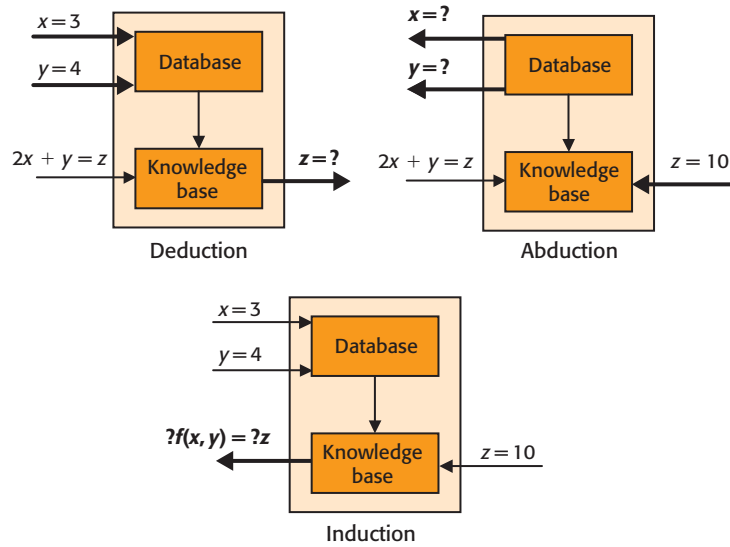 x = 3
y = 4
Database
2x + y = z
Knowledge
base
z = ?
Deduction
x = ?
y = ?
Database
2x + y = z
Knowledge
base
z = 10
Abduction
x = 3
y = 4
Database
?f(x, y) = ?z
Knowledge
base
z = 10
Induction